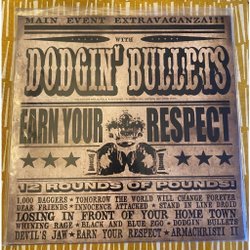 MAIN EVENT EXTRAVAGANZA!!!
WITH
DODGIN' BULLETS
EARN YOUR RESPECT
12 ROUNDS OF POUNDS!
1,000 BAGGERS ★ TOMORROW THE WORLD WILL CHANGE FOREVER
DEAR FRIENDS ★ INNOCENCE ATTACKED ★ STAND IN LINE DROID
LOSING IN FRONT OF YOUR HOME TOWN
WHINING RAGE ★ BLACK AND BLUE EGO ★ DODGIN' BULLETS
DEVIL'S JAW ★ EARN YOUR RESPECT ★ ARMACHRISTI II